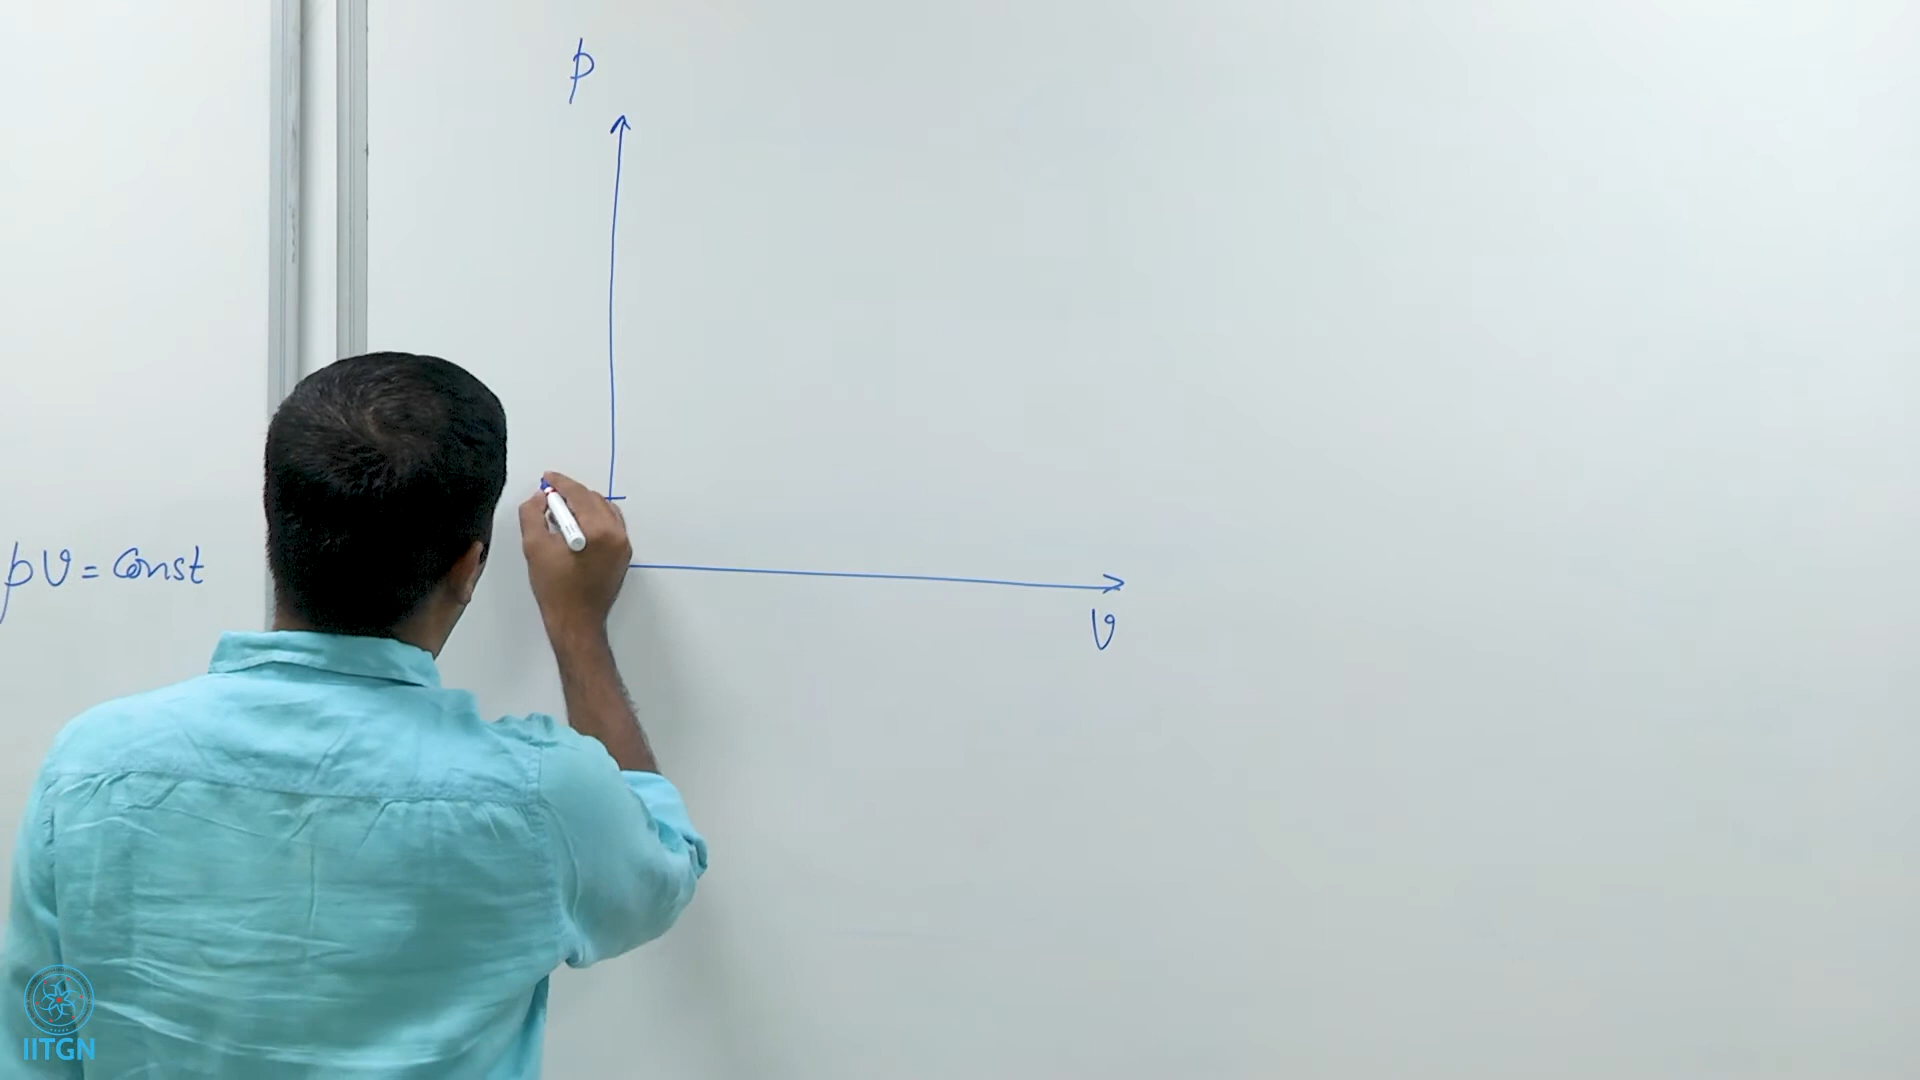 p
pv = const
v
IITGN